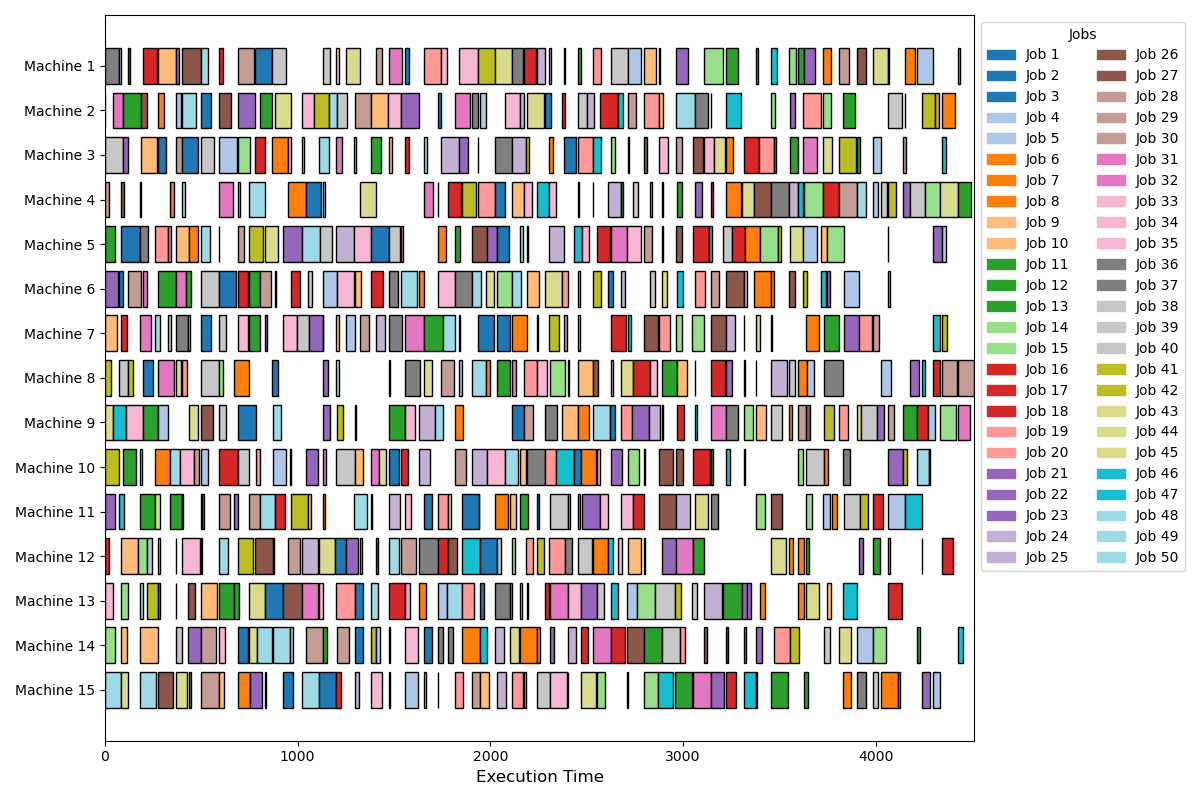 Machine 1
Machine 2
Machine 3
Machine 4
Machine 5
Machine 6
Machine 7
Machine 8
Machine 9
Machine 10
Machine 11
Machine 12
Machine 13
Machine 14
Machine 15
0 1000 2000 3000 4000
Execution Time
Jobs
Job 1 Job 26
Job 2 Job 27
Job 3 Job 28
Job 4 Job 29
Job 5 Job 30
Job 6 Job 31
Job 7 Job 32
Job 8 Job 33
Job 9 Job 34
Job 10 Job 35
Job 11 Job 36
Job 12 Job 37
Job 13 Job 38
Job 14 Job 39
Job 15 Job 40
Job 16 Job 41
Job 17 Job 42
Job 18 Job 43
Job 19 Job 44
Job 20 Job 45
Job 21 Job 46
Job 22 Job 47
Job 23 Job 48
Job 24 Job 49
Job 25 Job 50